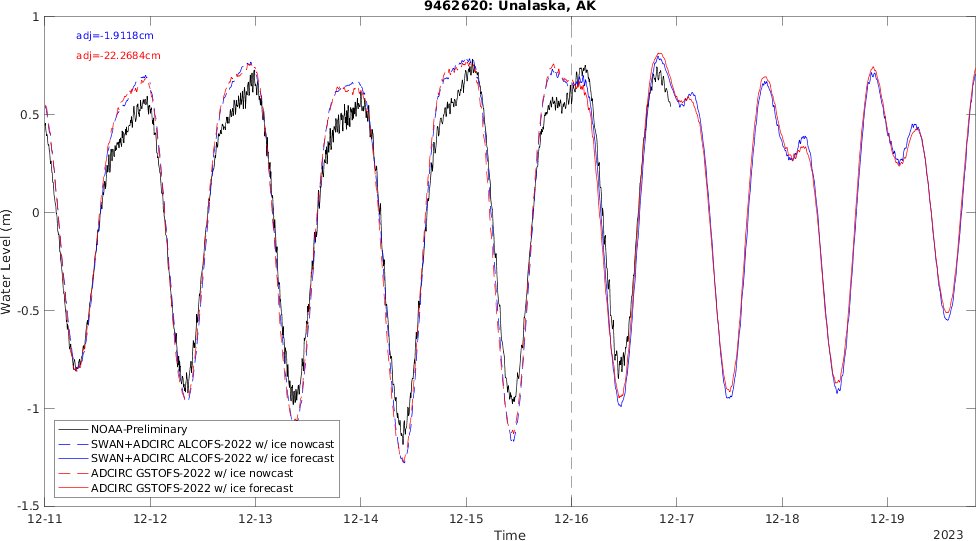 9462620: Unalaska, AK
adj=-1.9118cm
adj=-22.2684cm
1
0.5
0
-0.5
-1
-1.5
Water Level (m)
NOAA-Preliminary
SWAN+ADCIRC ALCOFS-2022 w/ ice nowcast
SWAN+ADCIRC ALCOFS-2022 w/ ice forecast
ADCIRC GSTOFS-2022 w/ ice nowcast
ADCIRC GSTOFS-2022 w/ ice forecast
12-11 12-12 12-13 12-14 12-15 12-16 12-17 12-18 12-19
Time
2023